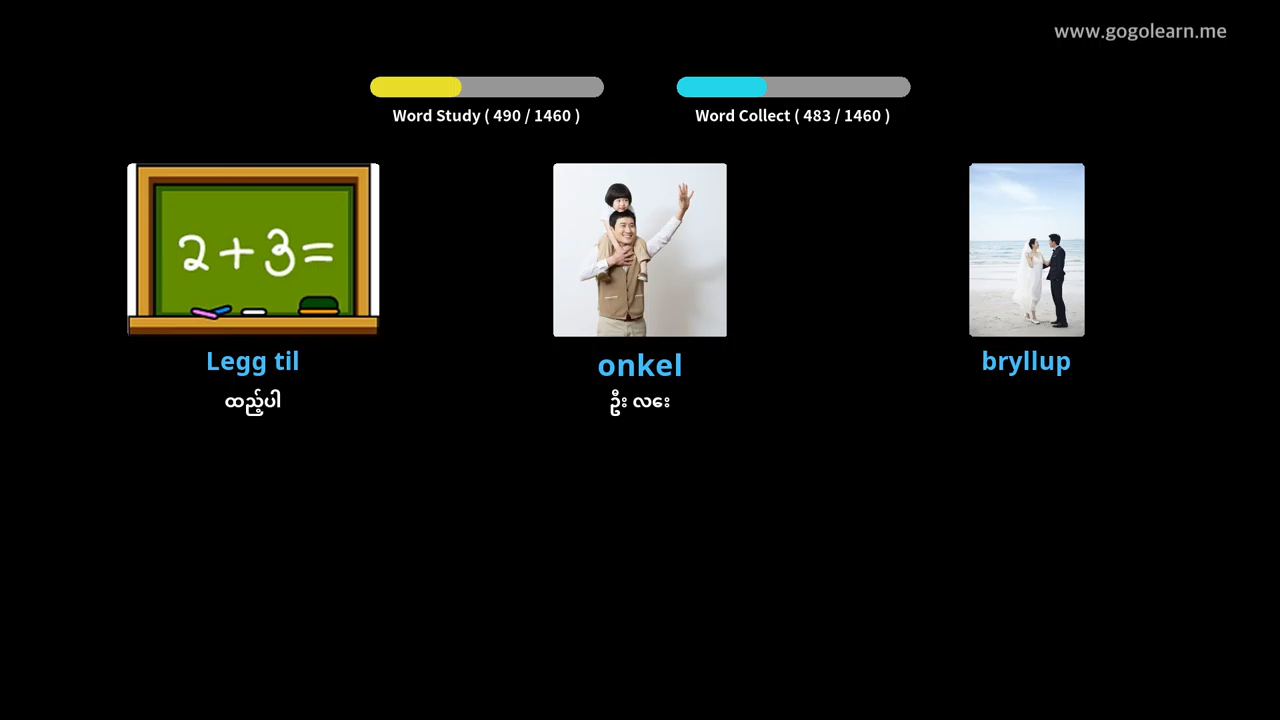 www.gogolearn.me
Word Study ( 490 / 1460 )
Word Collect ( 483 / 1460 )
2+3=
Legg til
onkel
bryllup
ထည့်ပါ
ဦး လေး